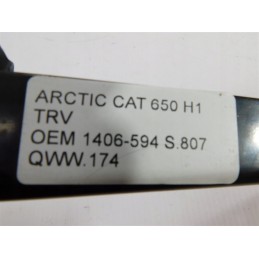 ARCTIC CAT 650 H1
TRV
OEM 1406-594 S.807
QWW.174